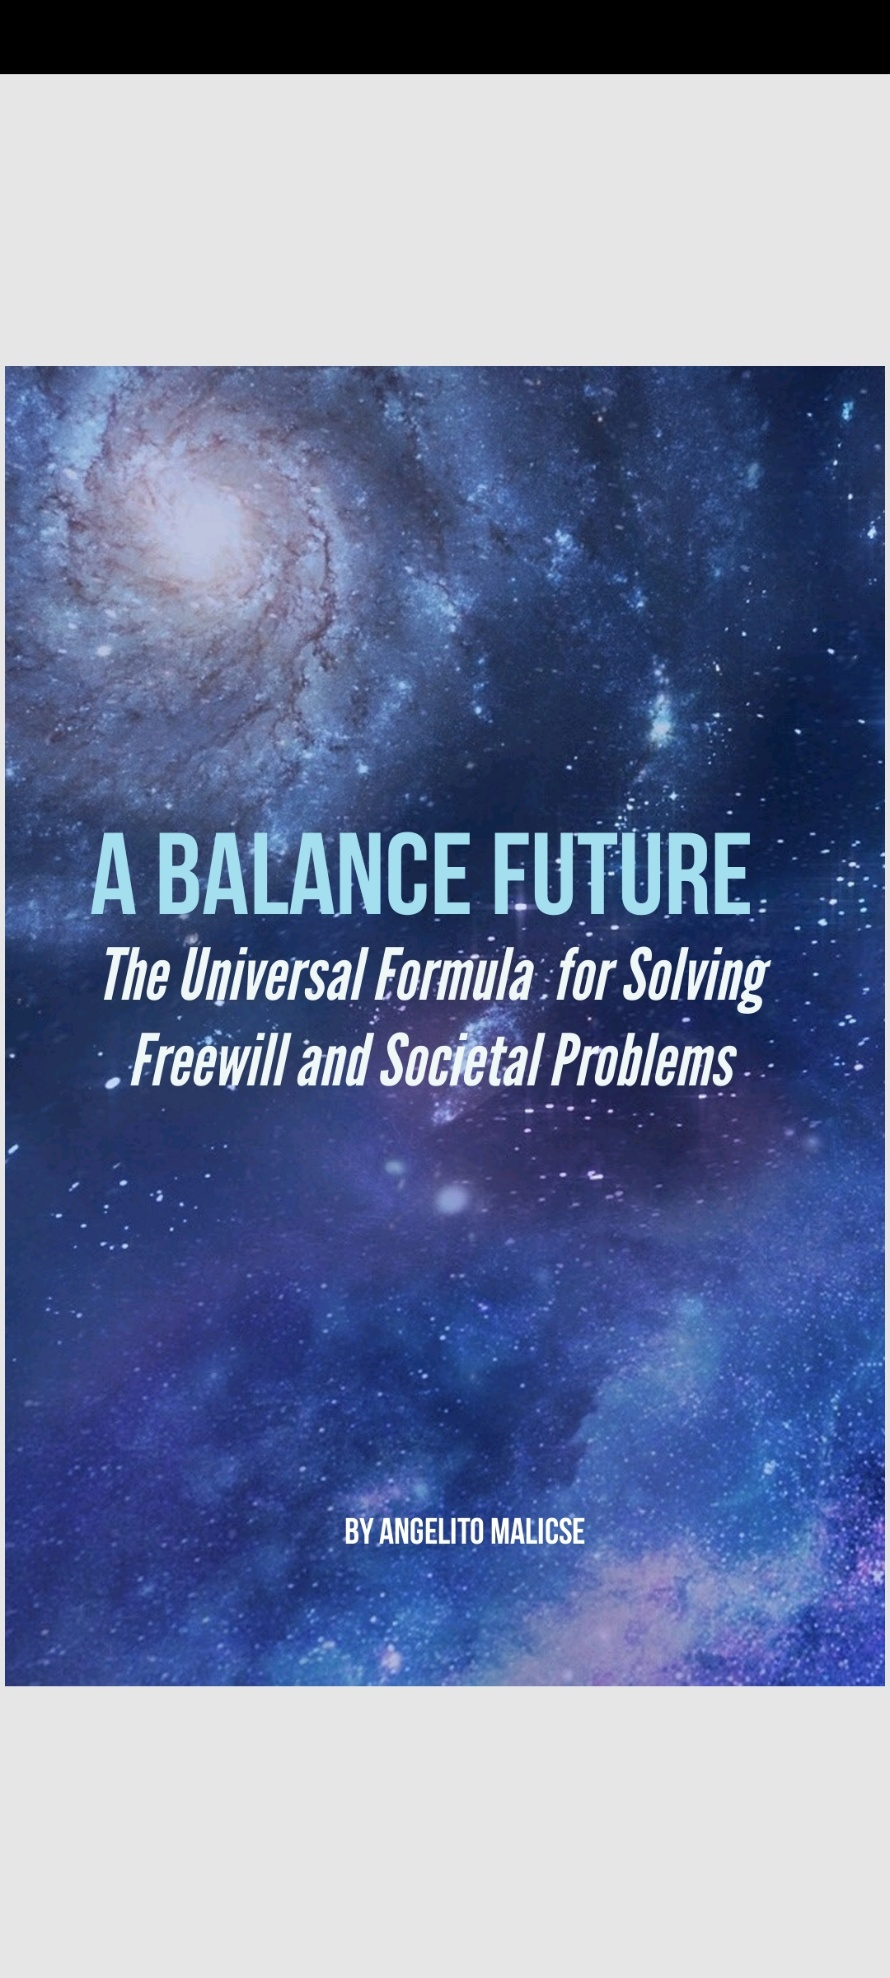 A BALANCE FUTURE
The Universal Formula for Solving
Freewill and Societal Problems
BY ANGELITO MALICSE